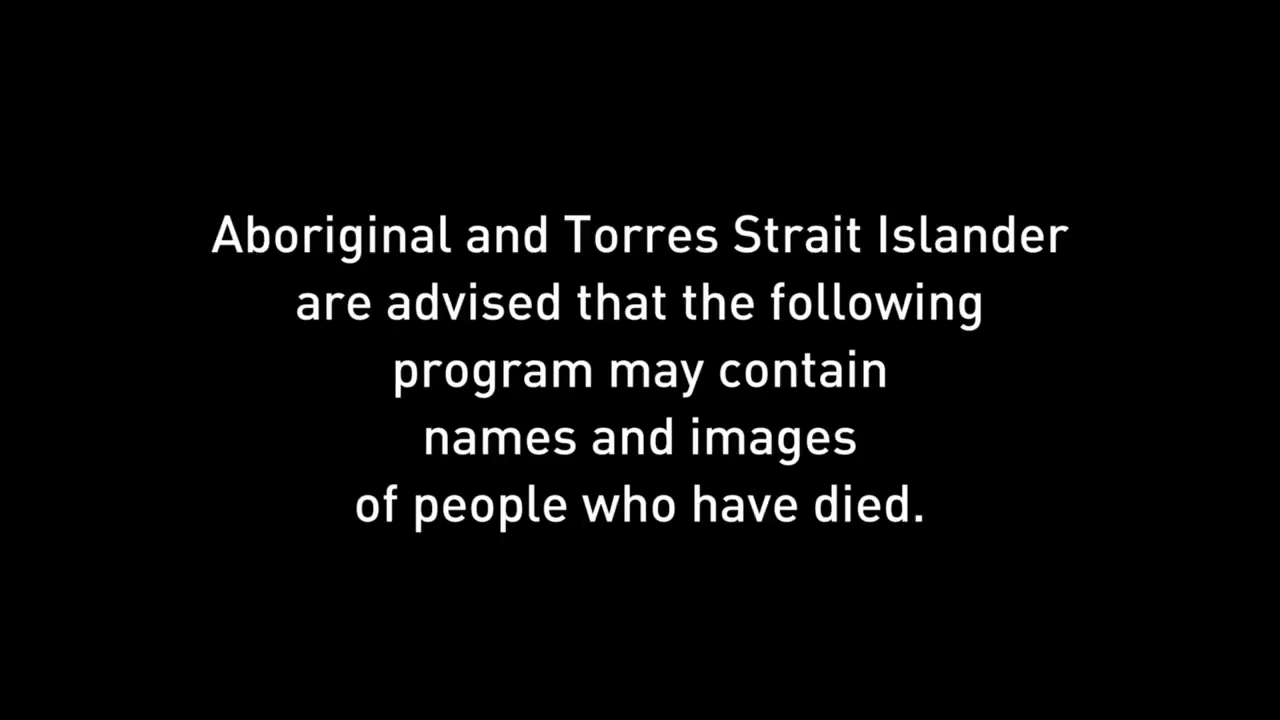 Aboriginal and Torres Strait Islander
are advised that the following
program may contain
names and images
of people who have died.